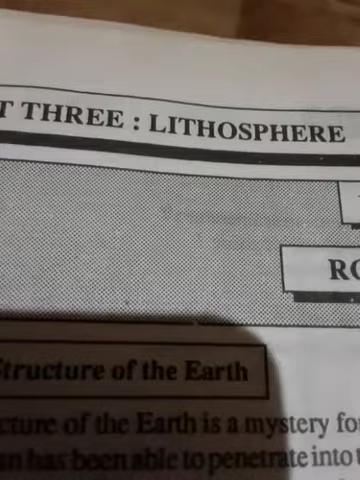 T THREE : LITHOSPHERE
RO
Structure of the Earth
cture of the Earth is a mystery fo
an has been able to penetrate into t